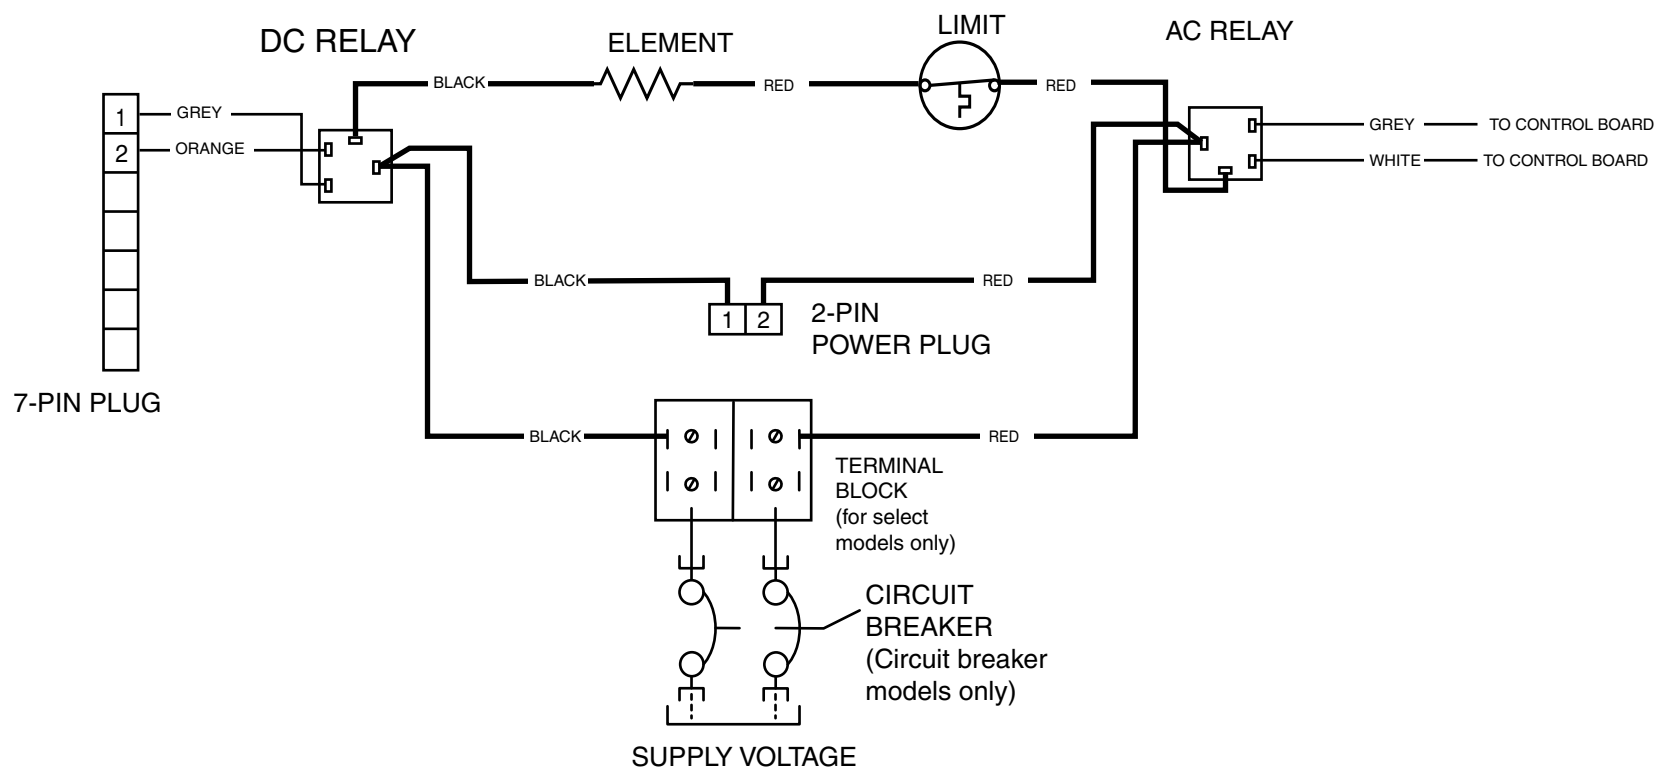 DC RELAY
ELEMENT
LIMIT
AC RELAY
BLACK
RED
RED
1
GREY
2
ORANGE
GREY
TO CONTROL BOARD
WHITE
TO CONTROL BOARD
BLACK
RED
1
2
2-PIN
POWER PLUG
7-PIN PLUG
BLACK
RED
TERMINAL
BLOCK
(for select
models only)
CIRCUIT
BREAKER
(Circuit breaker
models only)
SUPPLY VOLTAGE